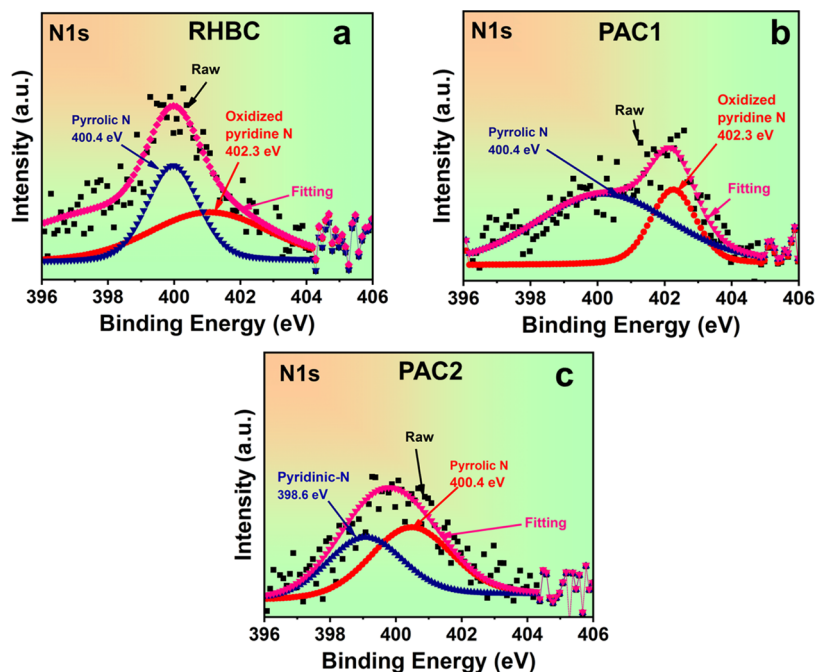 N1s
RHBC
a
Raw
Pyrrolic N
400.4 eV
Oxidized
pyridine N
402.3 eV
Fitting
Intensity (a.u.)
396 398 400 402 404 406
Binding Energy (eV)
N1s
PAC1
b
Raw
Oxidized
pyridine N
402.3 eV
Pyrrolic N
400.4 eV
Fitting
Intensity (a.u.)
396 398 400 402 404 406
Binding Energy (eV)
N1s
PAC2
c
Raw
Pyridinic-N
398.6 eV
Pyrrolic N
400.4 eV
Fitting
Intensity (a.u.)
396 398 400 402 404 406
Binding Energy (eV)